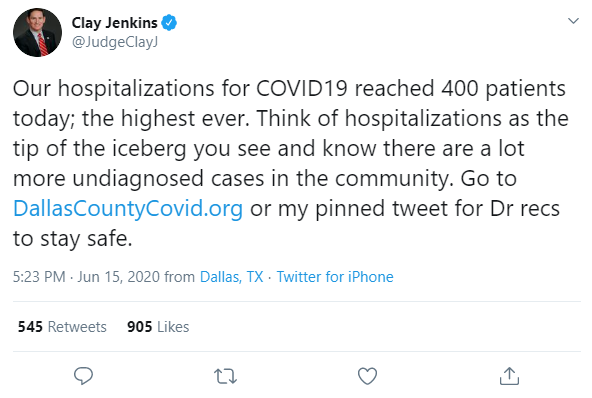 Clay Jenkins
@JudgeClayJ
Our hospitalizations for COVID19 reached 400 patients
today; the highest ever. Think of hospitalizations as the
tip of the iceberg you see and know there are a lot
more undiagnosed cases in the community. Go to
DallasCountyCovid.org or my pinned tweet for Dr recs
to stay safe.
5:23 PM · Jun 15, 2020 from Dallas, TX · Twitter for iPhone
545 Retweets 905 Likes